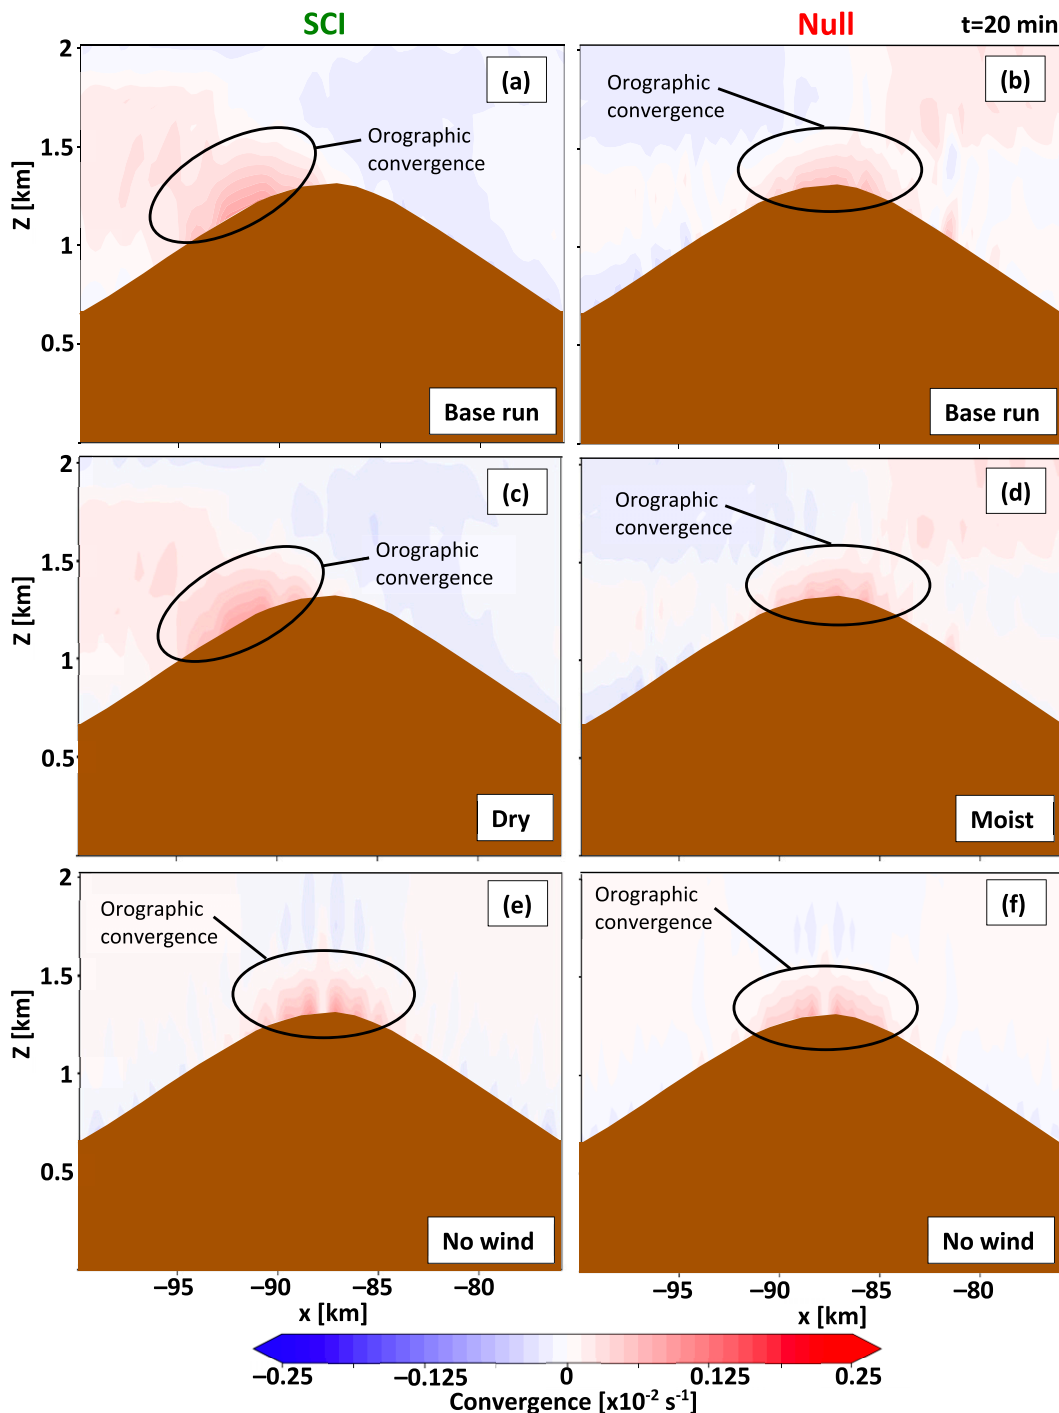 SCI
Null
t=20 min
2
1.5
1
0.5
Z [km]
(a)
Orographic
convergence
Base run
(b)
Orographic
convergence
Base run
2
1.5
1
0.5
Z [km]
(c)
Orographic
convergence
Dry
(d)
Orographic
convergence
Moist
2
1.5
1
0.5
Z [km]
(e)
Orographic
convergence
No wind
(f)
Orographic
convergence
No wind
−95 −90 −85 −80
x [km]
−95 −90 −85 −80
x [km]
−0.25 −0.125 0 0.125 0.25
Convergence [x10⁻² s⁻¹]